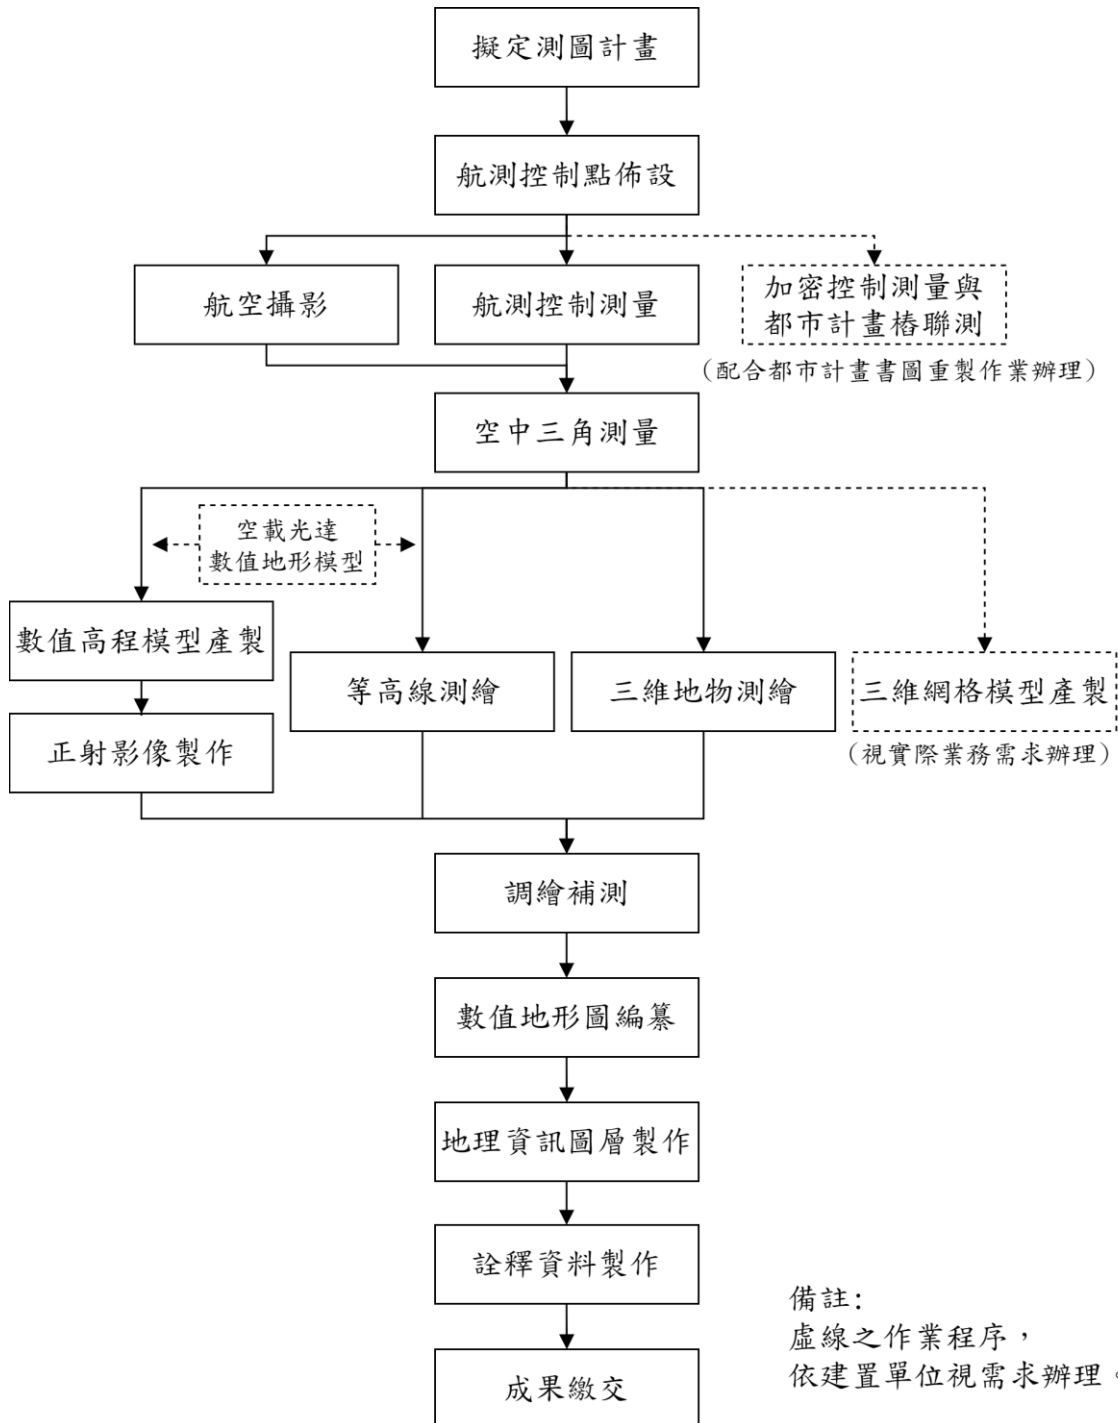 擬定測圖計畫
航測控制點佈設
航空攝影
航測控制測量
加密控制測量與
都市計畫樁聯測
（配合都市計畫書圖重製作業辦理）
空中三角測量
空載光達
數值地形模型
數值高程模型產製
等高線測繪
三維地物測繪
三維網格模型產製
（視實際業務需求辦理）
正射影像製作
調繪補測
數值地形圖編纂
地理資訊圖層製作
詮釋資料製作
成果繳交
備註：
虛線之作業程序，
依建置單位視需求辦理。